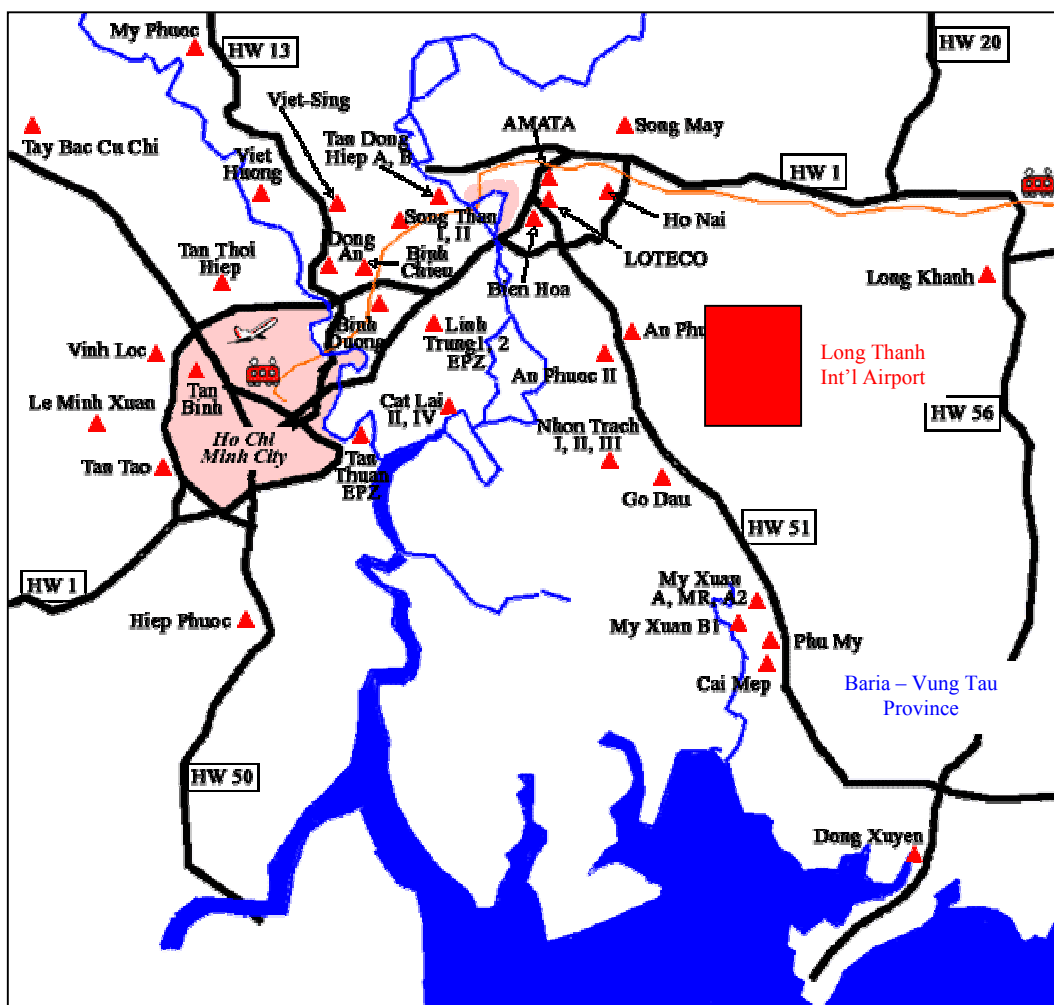 My Phuoc
HW 13
HW 20
Viet-Sing
Tan Dong
Hiep A, B
AMATA
Song May
Tay Bac Cu Chi
Viet
Huong
HW 1
Song Than
I, II
Ho Nai
Dong
An
Binh
Chieu
LOTECO
Tan Thoi
Hiep
Bien Hoa
Long Khanh
Binh
Duong
Linh
Trung1, 2
EPZ
An Phu
Long Thanh
Int'l Airport
Vinh Loc
An Phuoc II
Tan
Binh
Le Minh Xuan
Cat Lai
II, IV
HW 56
Ho Chi
Minh City
Nhon Trach
I, II, III
Tan Tao
Tan
Thuan
EPZ
Go Dau
HW 51
HW 1
My Xuan
A, MR, A2
Hiep Phuoc
My Xuan B1
Phu My
Cai Mep
Baria – Vung Tau
Province
HW 50
Dong Xuyen